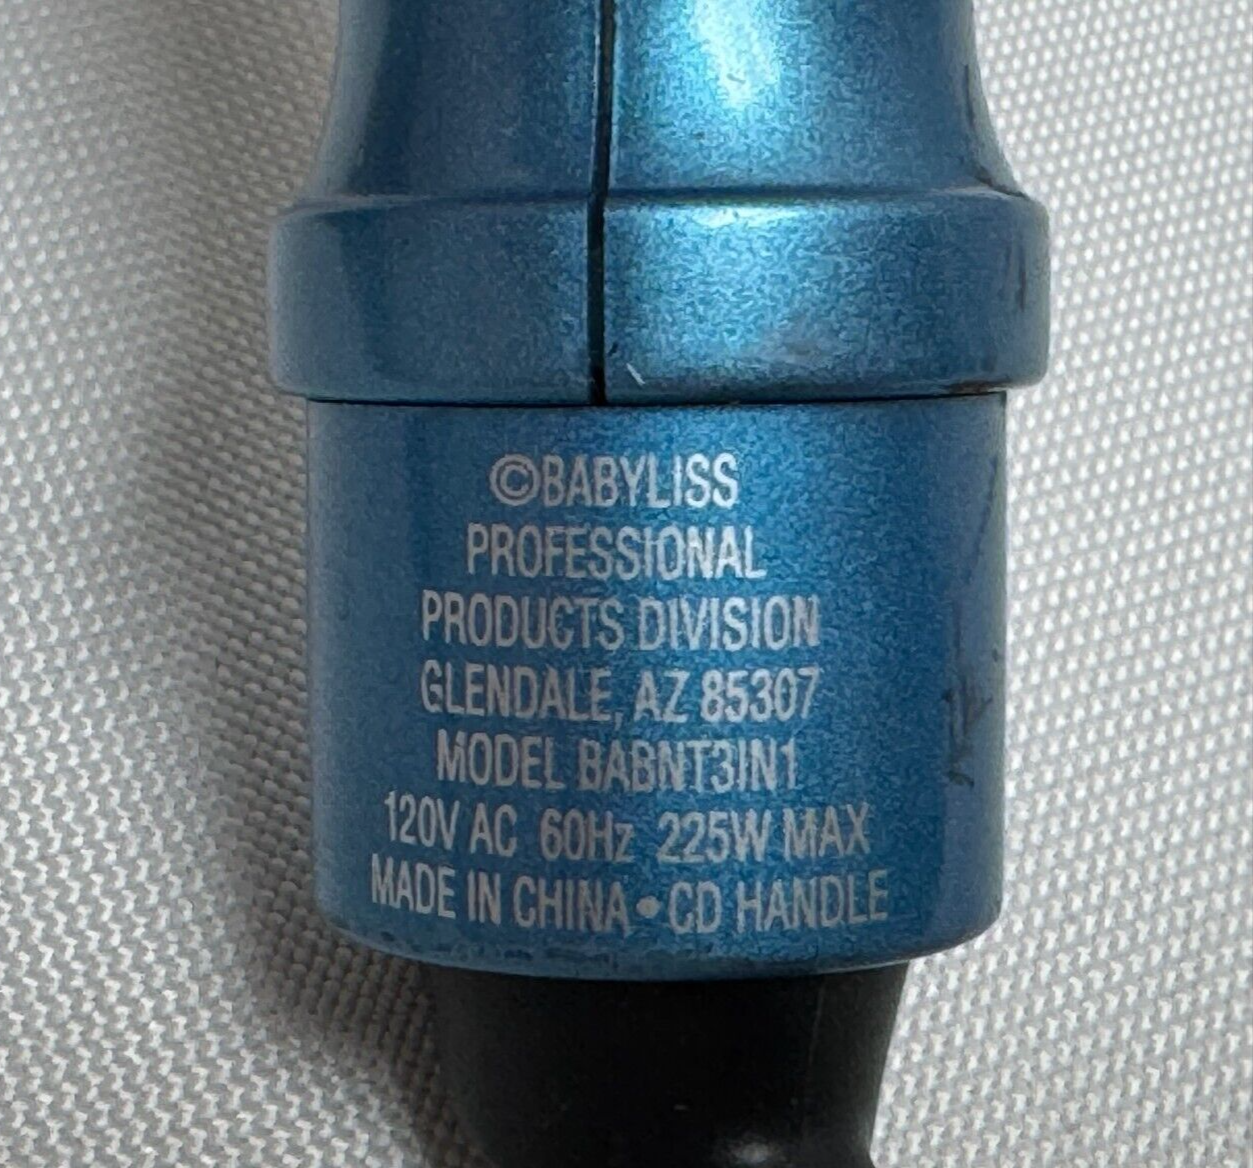 ©BABYLISS
PROFESSIONAL
PRODUCTS DIVISION
GLENDALE, AZ 85307
MODEL BABNT3IN1
120V AC 60Hz 225W MAX
MADE IN CHINA • CD HANDLE